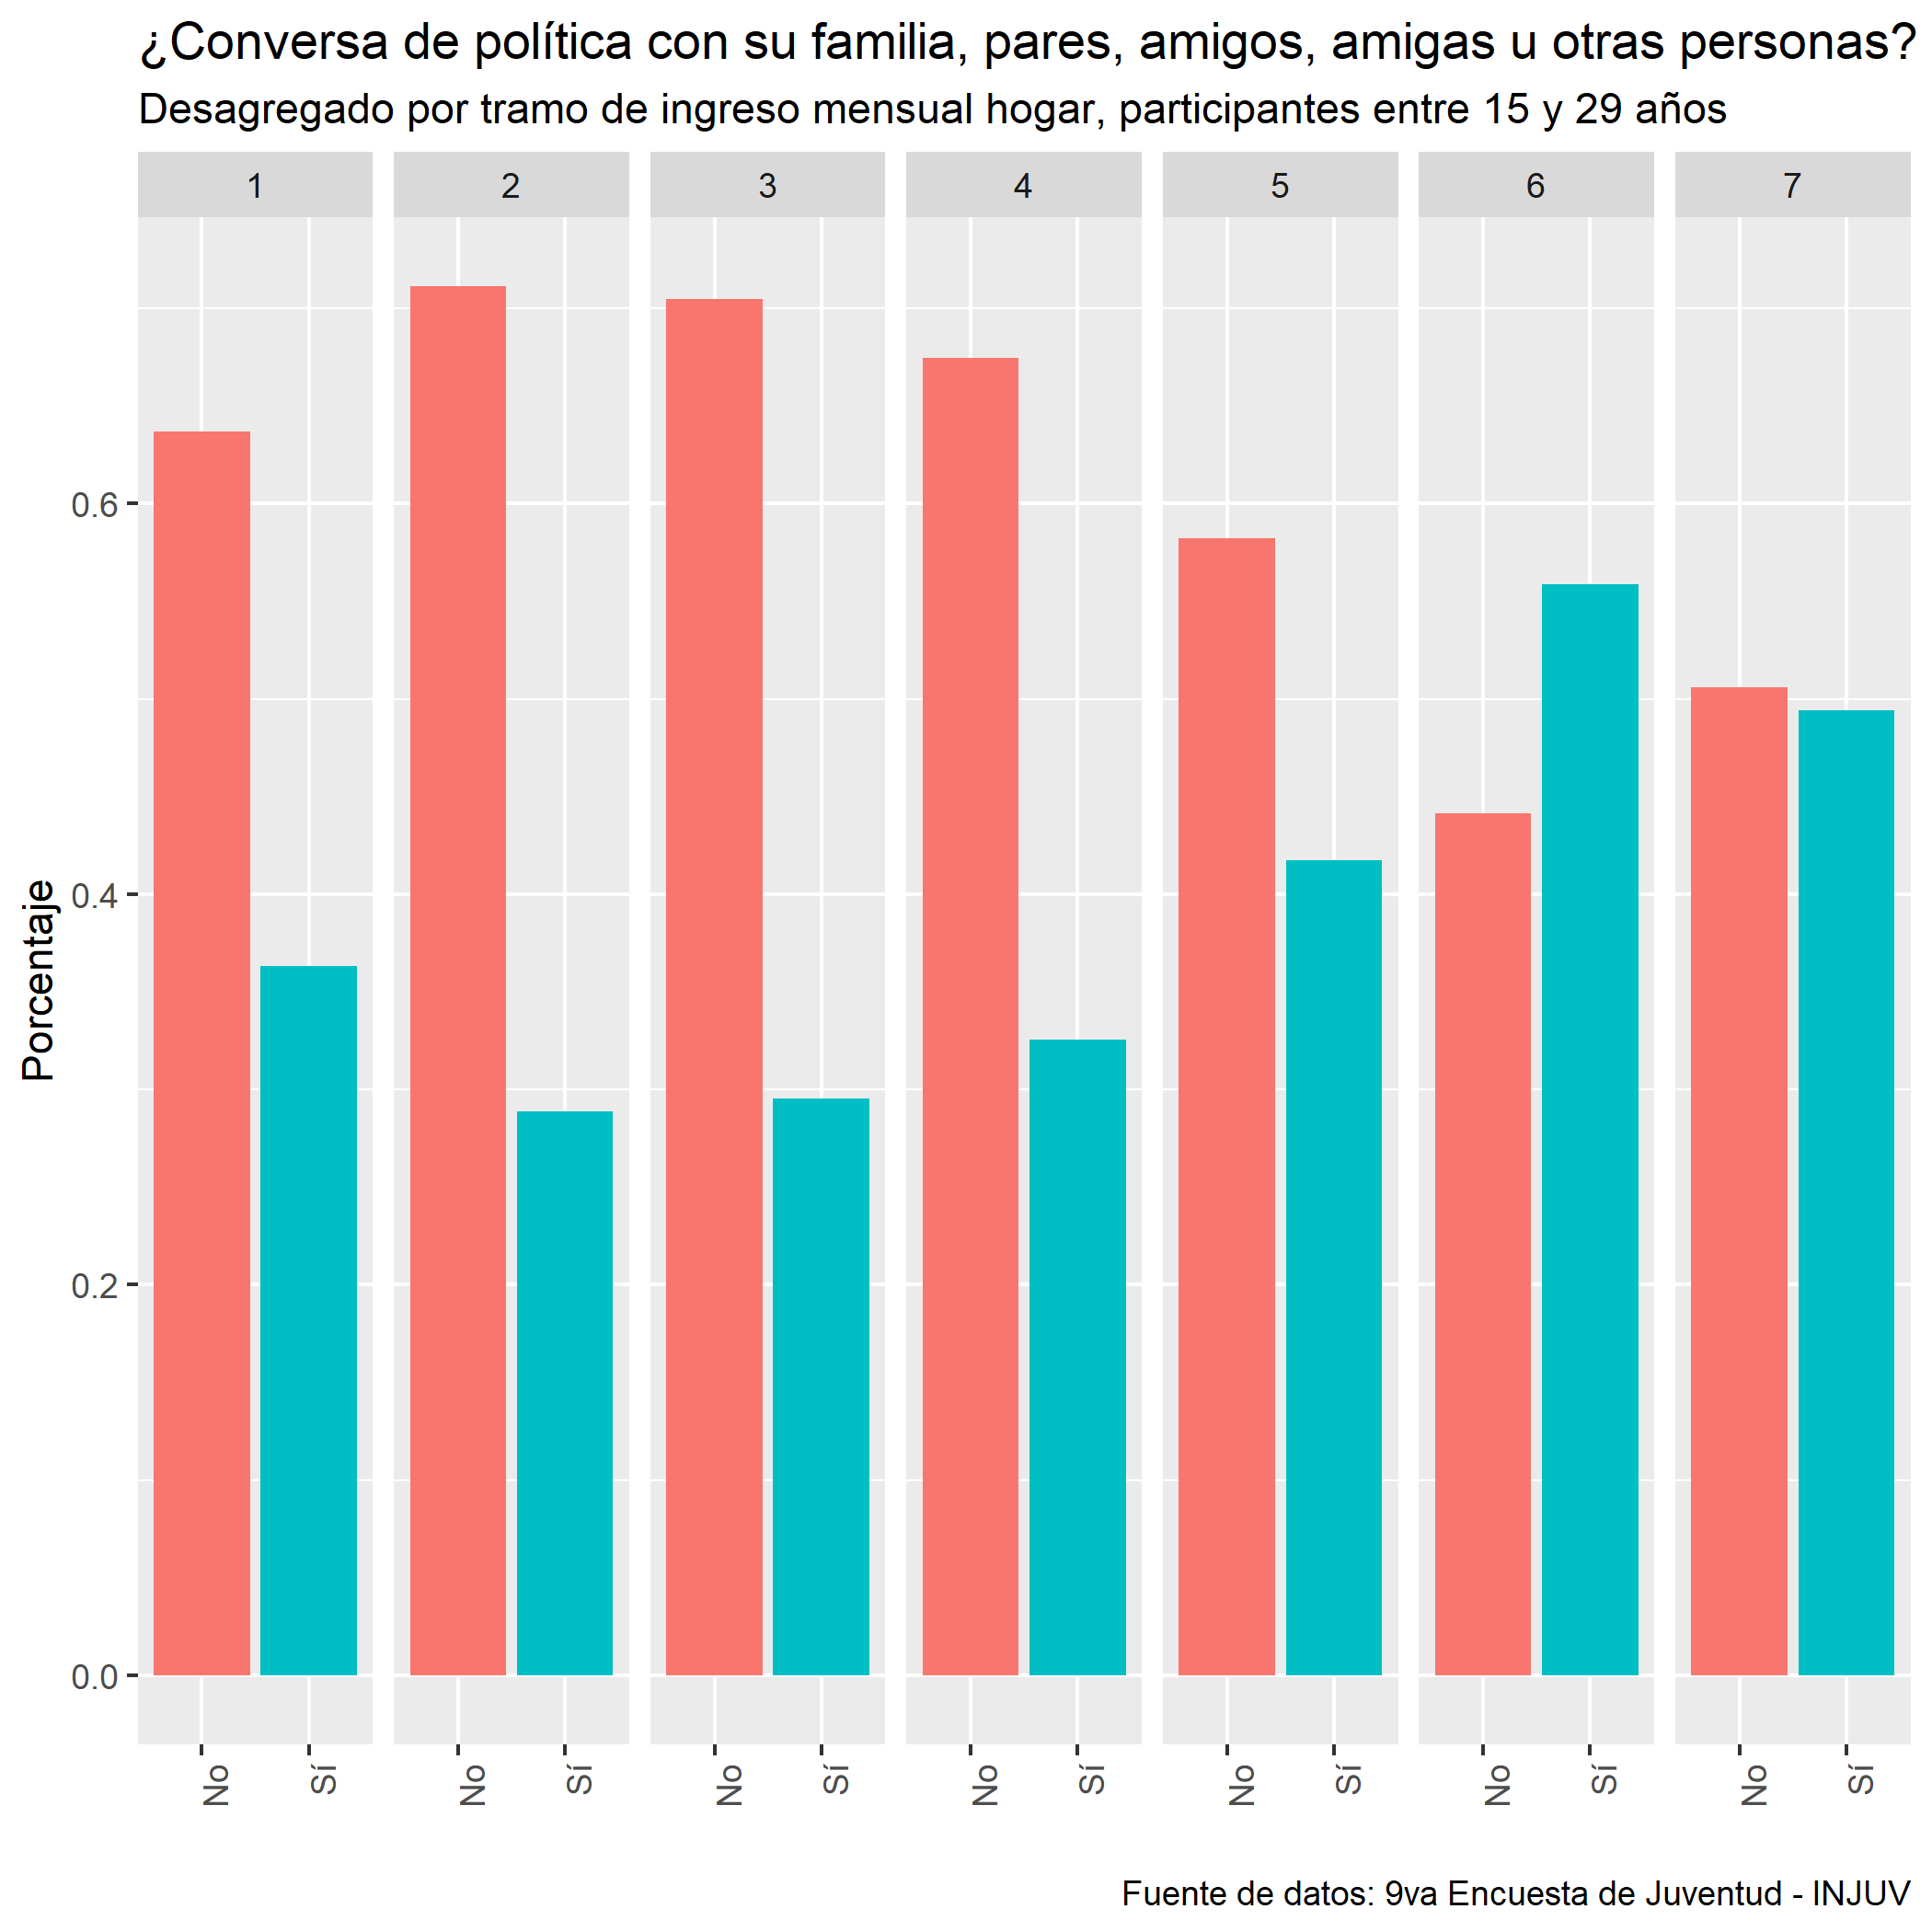 ¿Conversa de política con su familia, pares, amigos, amigas u otras personas?
Desagregado por tramo de ingreso mensual hogar, participantes entre 15 y 29 años
1 2 3 4 5 6 7
0.6
0.4
0.2
0.0
Porcentaje
No Sí No Sí No Sí No Sí No Sí No Sí No Sí
Fuente de datos: 9va Encuesta de Juventud - INJUV